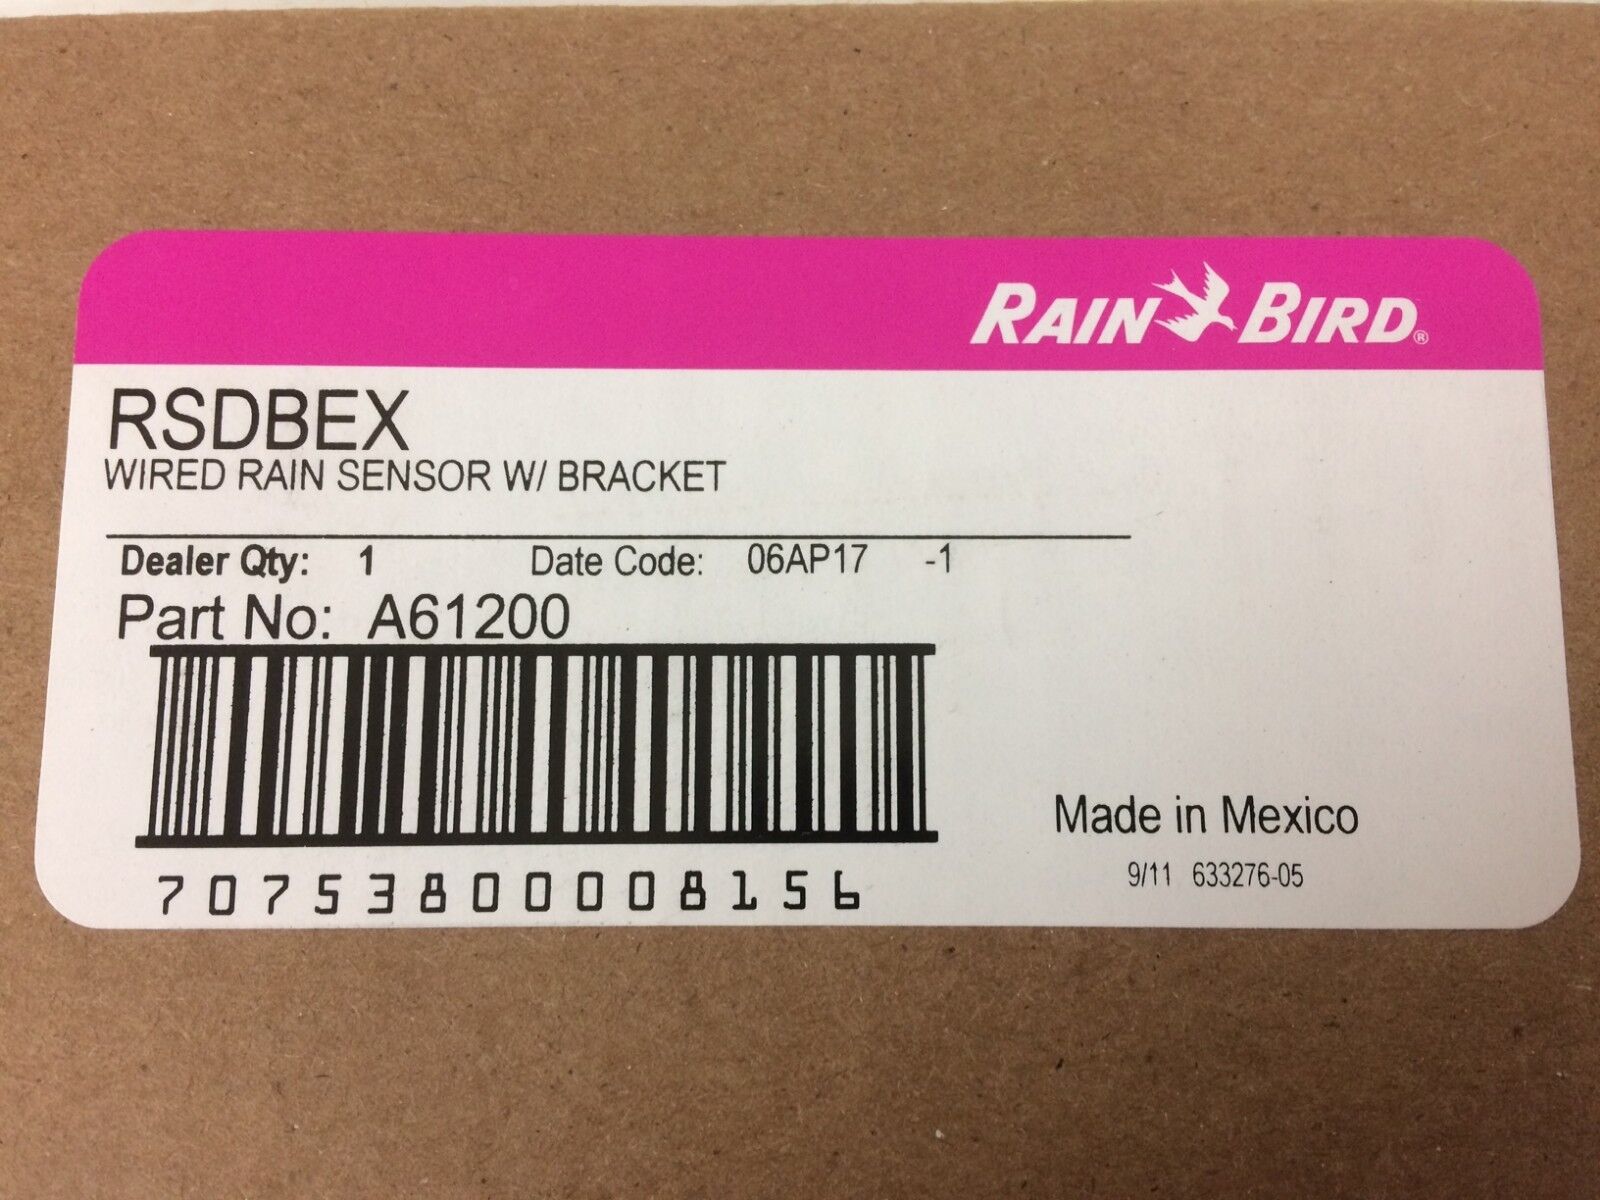 RAIN BIRD®
RSDBEX
WIRED RAIN SENSOR W/ BRACKET
Dealer Qty: 1 Date Code: 06AP17 -1
Part No: A61200
70753800008156
Made in Mexico
9/11 633276-05